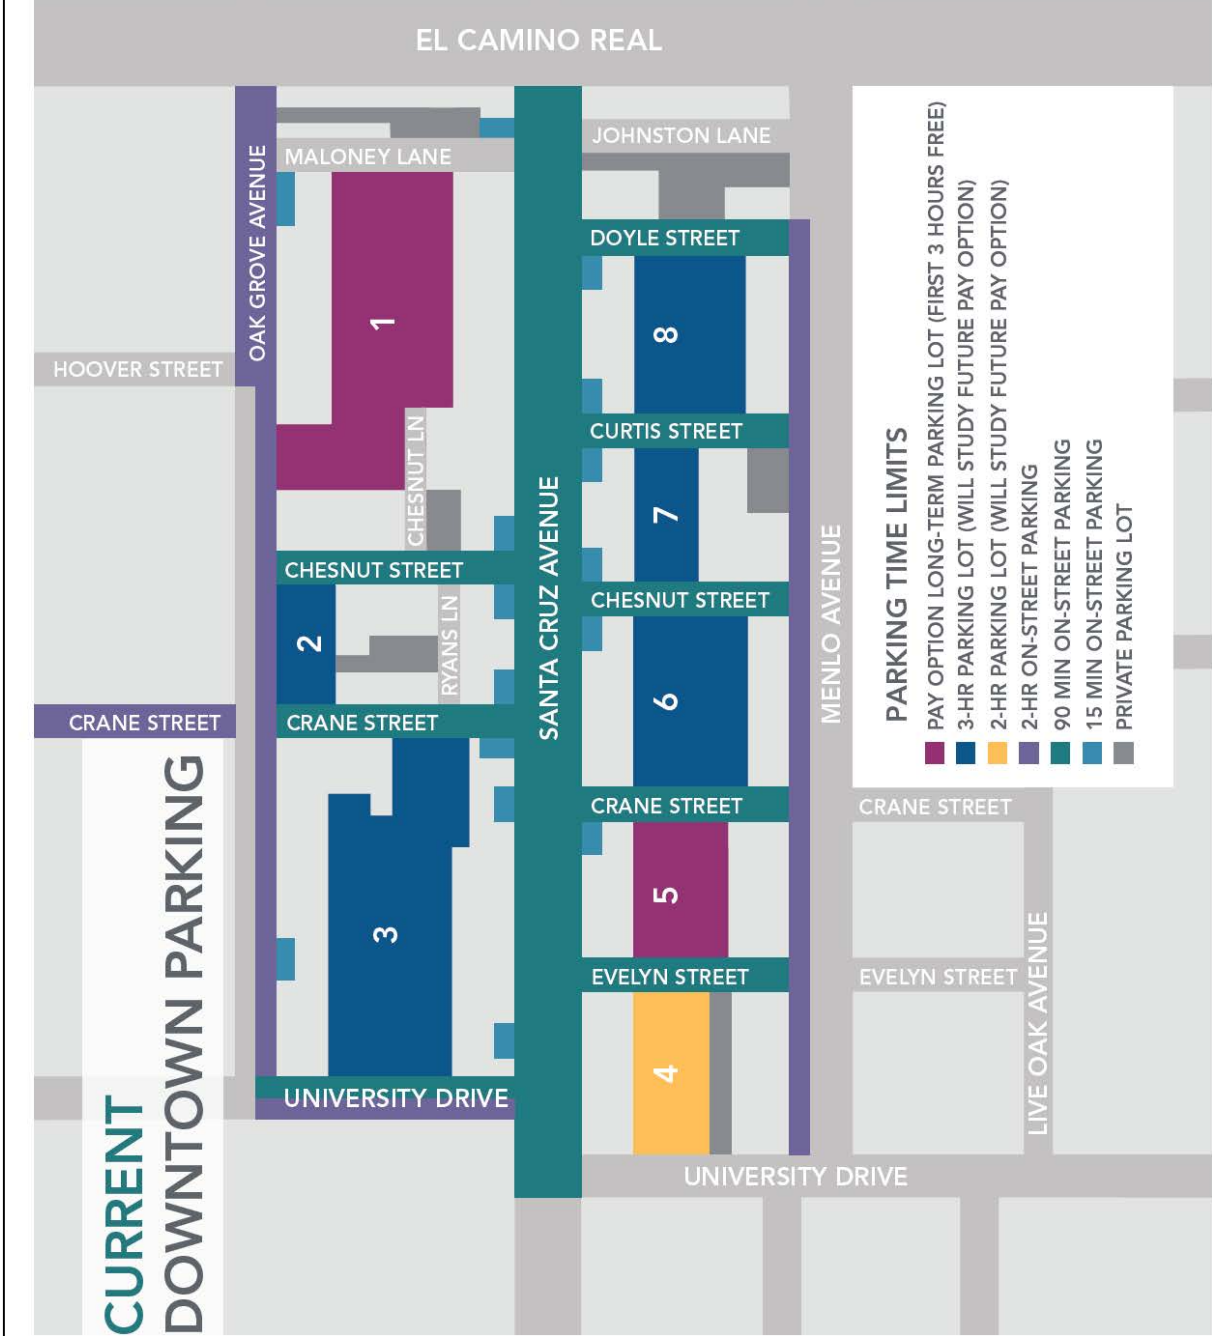 CURRENT
DOWNTOWN PARKING
EL CAMINO REAL
MALONEY LANE
JOHNSTON LANE
OAK GROVE AVENUE
DOYLE STREET
1
8
HOOVER STREET
CHESNUT LN
CURTIS STREET
7
SANTA CRUZ AVENUE
CHESNUT STREET
CHESNUT STREET
2
RYANS LN
MENLO AVENUE
6
CRANE STREET
CRANE STREET
CRANE STREET
CRANE STREET
5
3
EVELYN STREET
EVELYN STREET
LIVE OAK AVENUE
4
UNIVERSITY DRIVE
UNIVERSITY DRIVE
PARKING TIME LIMITS
PAY OPTION LONG-TERM PARKING LOT (FIRST 3 HOURS FREE)
3-HR PARKING LOT (WILL STUDY FUTURE PAY OPTION)
2-HR PARKING LOT (WILL STUDY FUTURE PAY OPTION)
2-HR ON-STREET PARKING
90 MIN ON-STREET PARKING
15 MIN ON-STREET PARKING
PRIVATE PARKING LOT